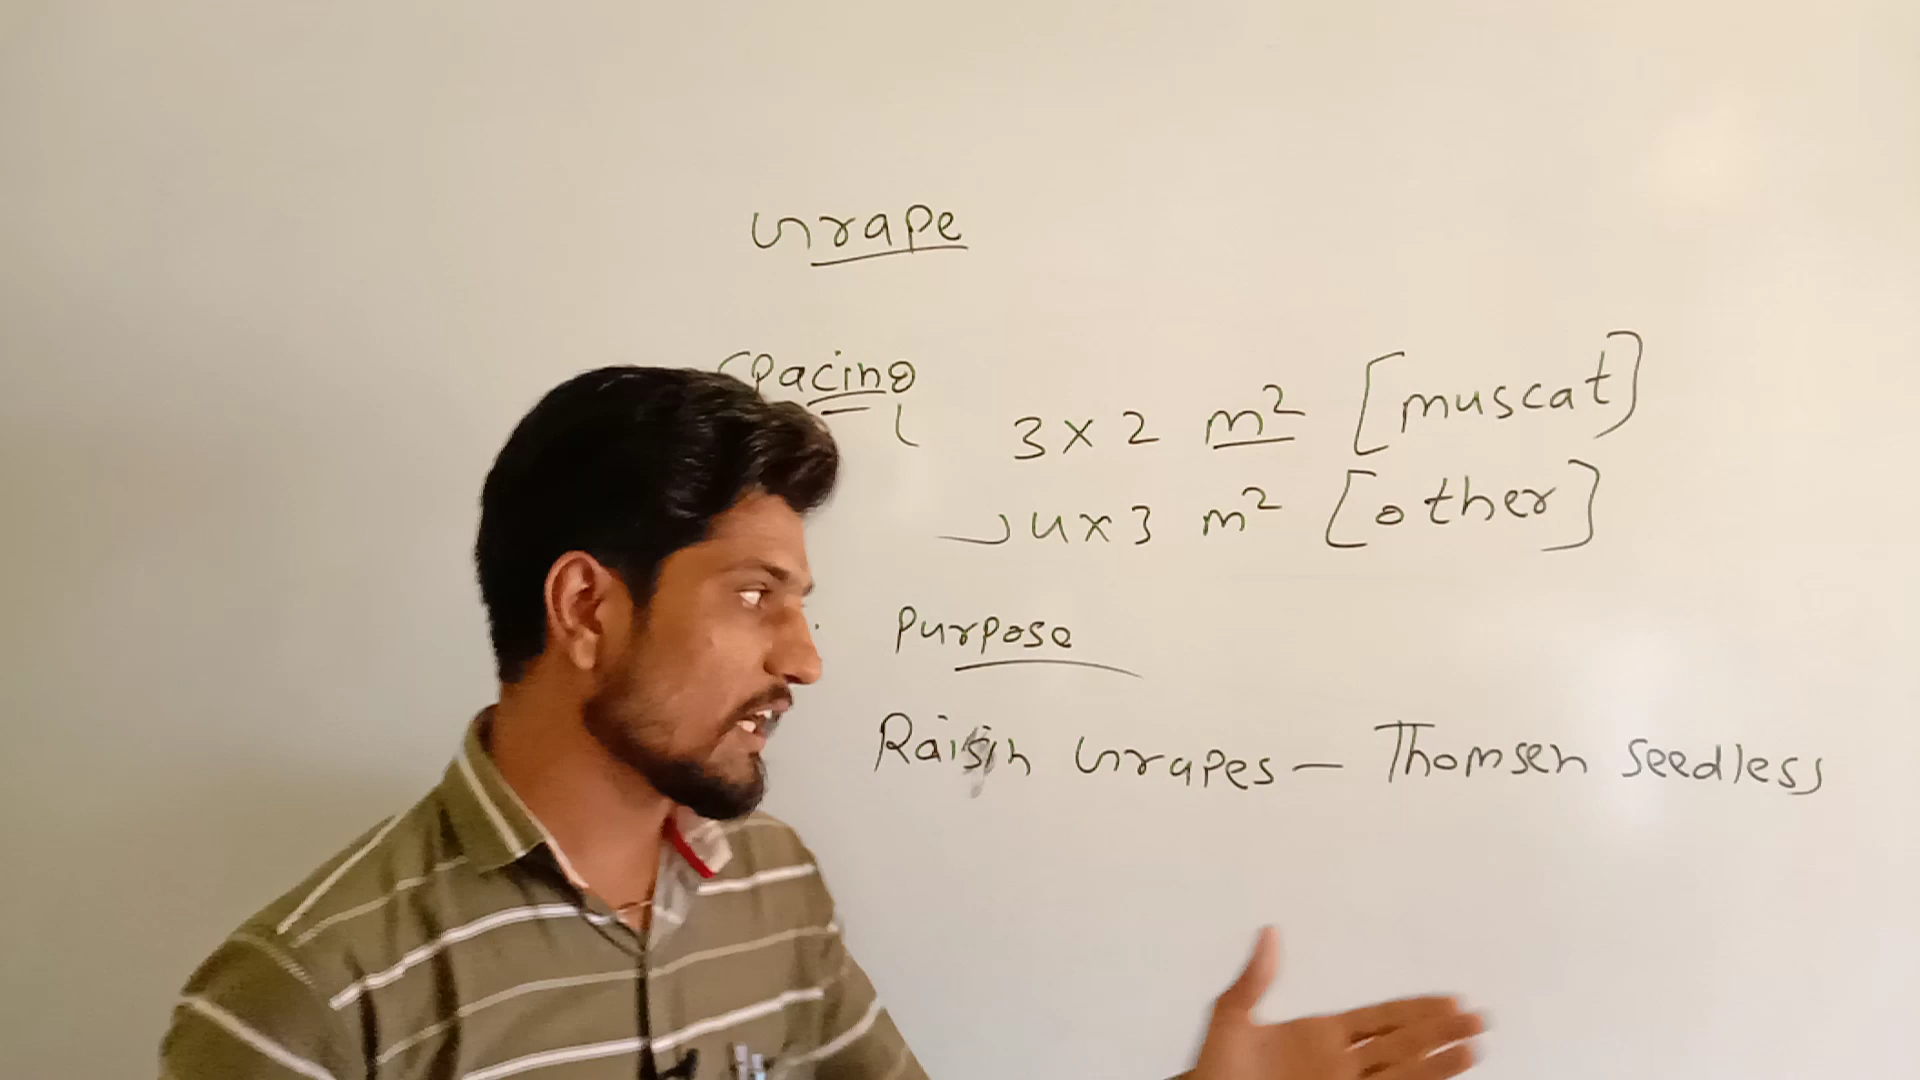 Grape
Spacing
3 x 2 m² [muscat]
4 x 3 m² [other]
Purpose
Raisin Grapes — Thomsen seedless